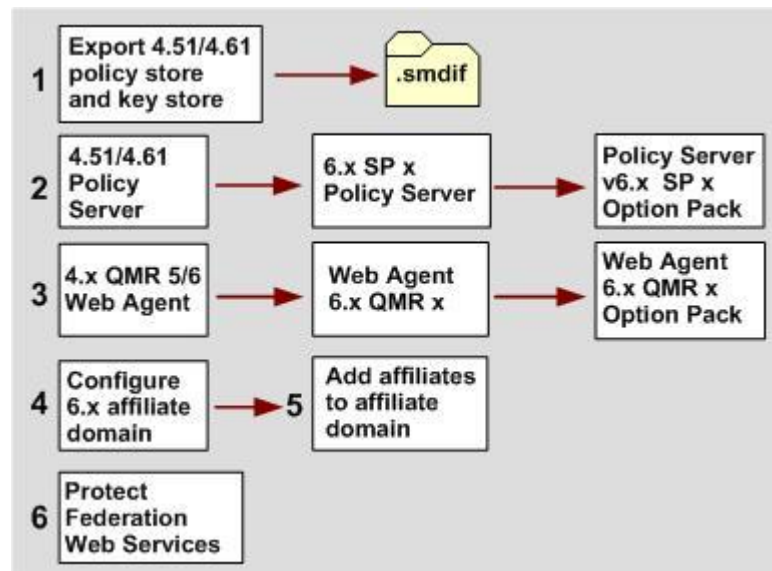 1
Export 4.51/4.61
policy store
and key store
.smdif
2
4.51/4.61
Policy
Server
6.x SP x
Policy Server
Policy Server
v6.x SP x
Option Pack
3
4.x QMR 5/6
Web Agent
Web Agent
6.x QMR x
Web Agent
6.x QMR x
Option Pack
4
Configure
6.x affiliate
domain
5
Add affiliates
to affiliate
domain
6
Protect
Federation
Web Services